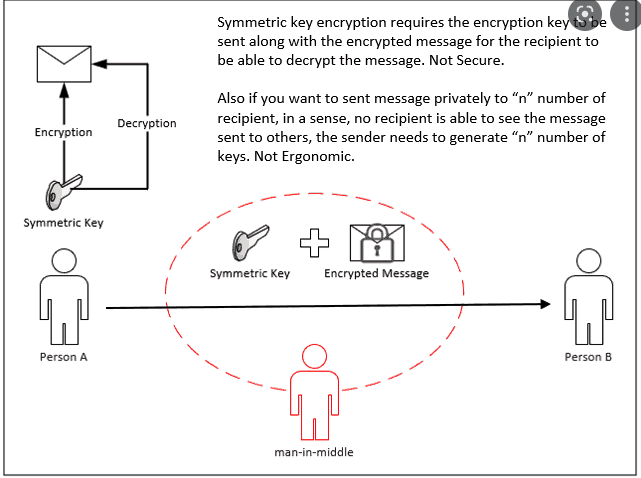 Symmetric key encryption requires the encryption key to be
sent along with the encrypted message for the recipient to
be able to decrypt the message. Not Secure.
Also if you want to sent message privately to “n” number of
recipient, in a sense, no recipient is able to see the message
sent to others, the sender needs to generate “n” number of
keys. Not Ergonomic.
Encryption
Decryption
Symmetric Key
Symmetric Key
Encrypted Message
Person A
Person B
man-in-middle